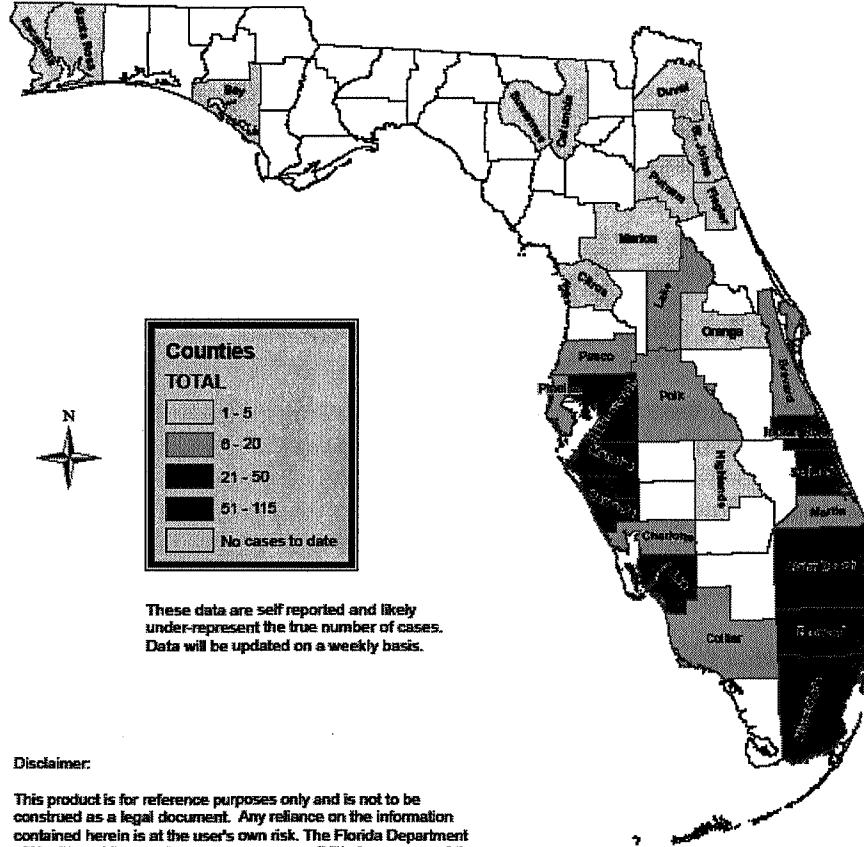 Escambia
Santa Rosa
Bay
Suwannee
Columbia
Duval
St. Johns
Putnam
Flagler
Marion
Citrus
Lake
Orange
Pasco
Polk
Brevard
Highlands
Martin
Charlotte
Lee
Palm Beach
Broward
Collier
Counties
TOTAL
1 - 5
6 - 20
21 - 50
51 - 115
No cases to date
N
These data are self reported and likely
under-represent the true number of cases.
Data will be updated on a weekly basis.
Disclaimer:
This product is for reference purposes only and is not to be
construed as a legal document. Any reliance on the information
contained herein is at the user's own risk. The Florida Department